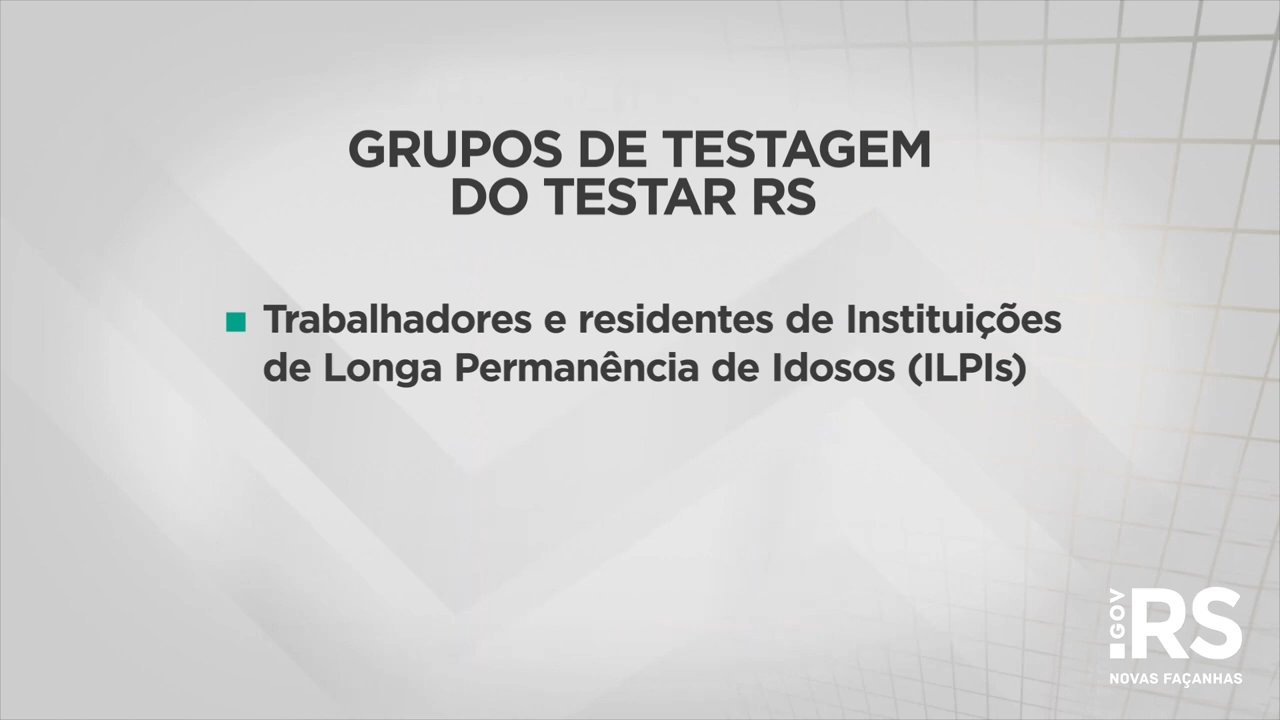 GRUPOS DE TESTAGEM
DO TESTAR RS
Trabalhadores e residentes de Instituições
de Longa Permanência de Idosos (ILPIs)
.GOV
RS
NOVAS FAÇANHAS